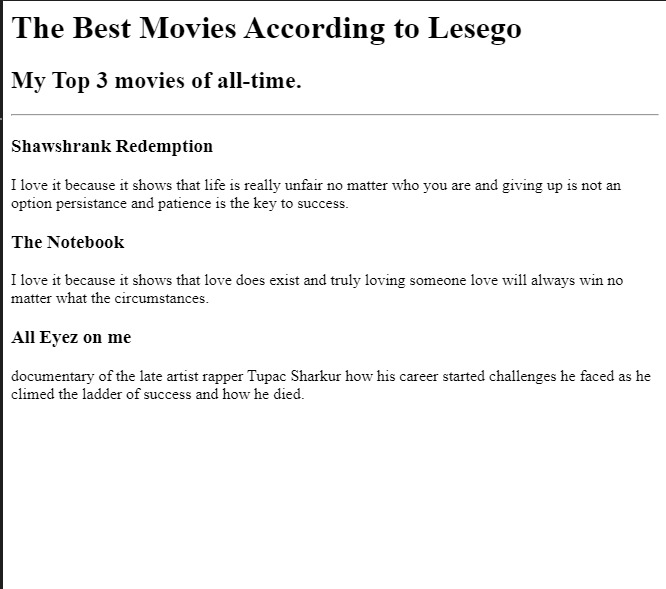 The Best Movies According to Lesego
My Top 3 movies of all-time.
Shawshrank Redemption
I love it because it shows that life is really unfair no matter who you are and giving up is not an
option persistance and patience is the key to success.
The Notebook
I love it because it shows that love does exist and truly loving someone love will always win no
matter what the circumstances.
All Eyez on me
documentary of the late artist rapper Tupac Sharkur how his career started challenges he faced as he
climed the ladder of success and how he died.